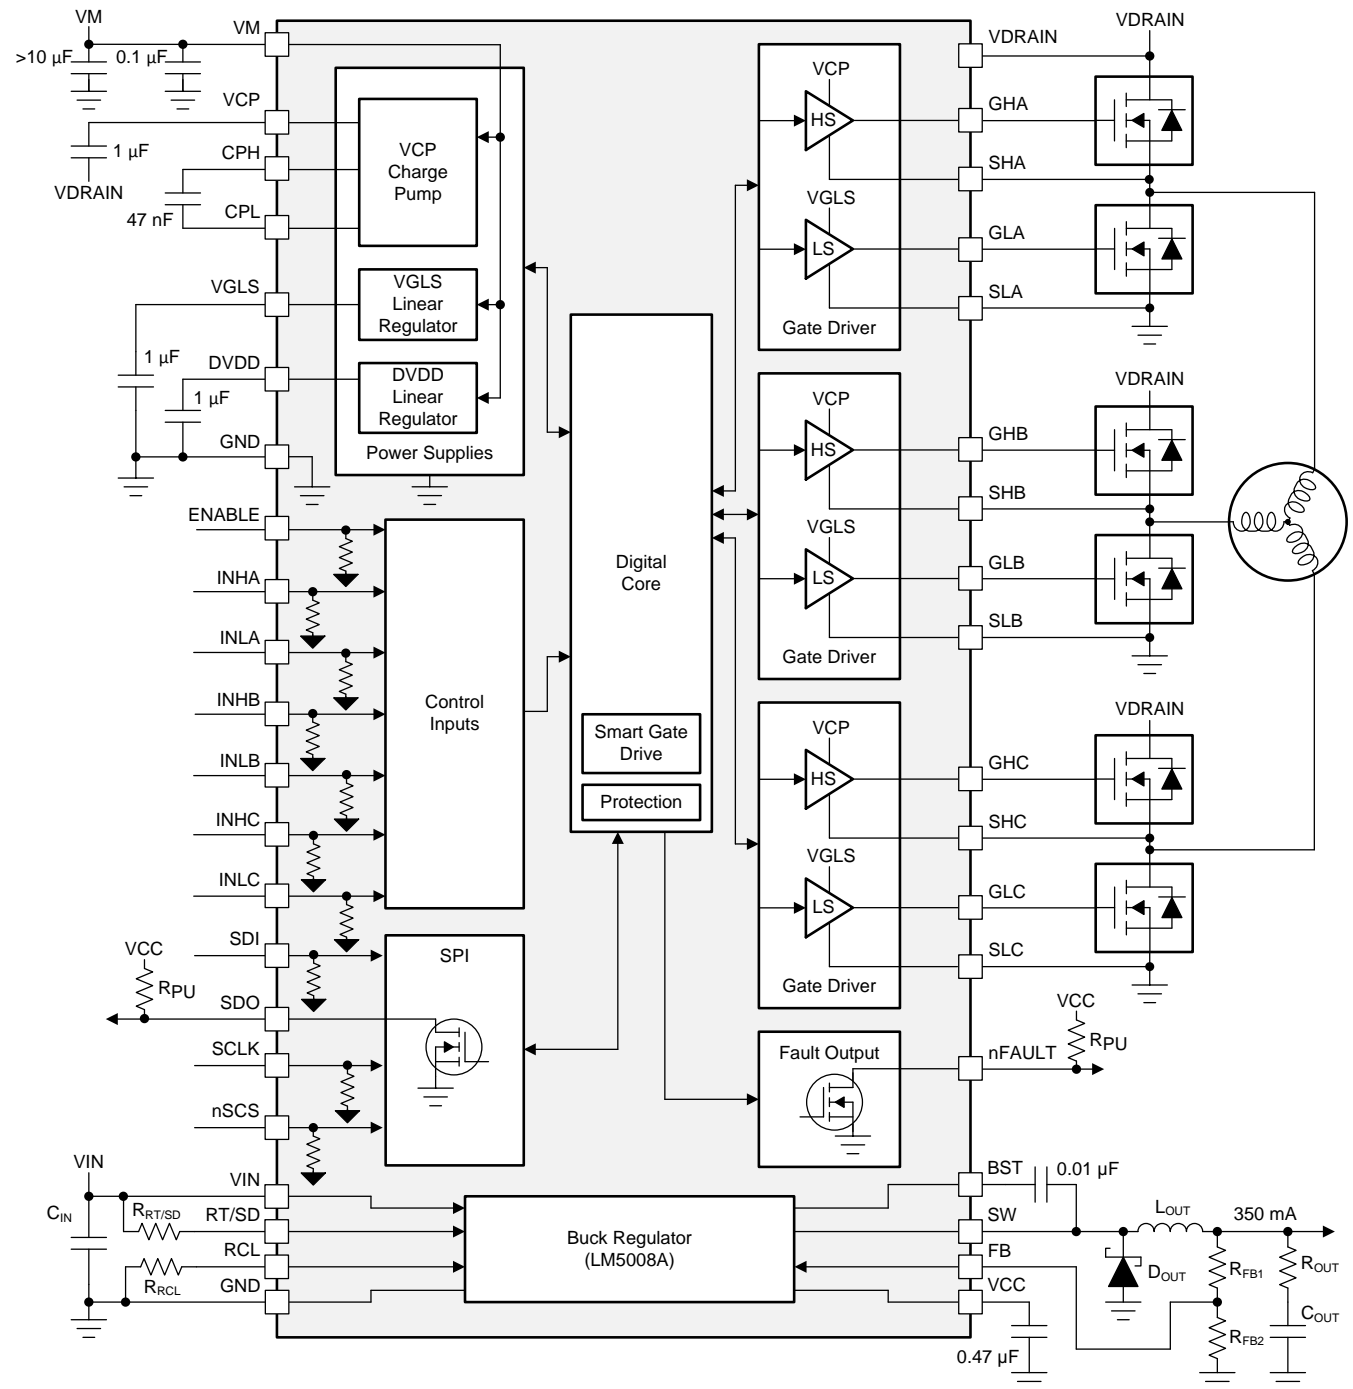 VM
>10 µF
0.1 µF
VM
VCP
1 µF
VDRAIN
CPH
47 nF
CPL
VCP
Charge
Pump
VGLS
VGLS
Linear
Regulator
1 µF
DVDD
1 µF
DVDD
Linear
Regulator
GND
Power Supplies
ENABLE
INHA
INLA
INHB
INLB
INHC
INLC
Control
Inputs
SDI
VCC
RPU
SDO
SCLK
nSCS
SPI
Digital
Core
Smart Gate
Drive
Protection
VCP
HS
VGLS
LS
Gate Driver
VCP
HS
VGLS
LS
Gate Driver
VCP
HS
VGLS
LS
Gate Driver
Fault Output
VDRAIN
VDRAIN
GHA
SHA
GLA
SLA
VDRAIN
GHB
SHB
GLB
SLB
VDRAIN
GHC
SHC
GLC
SLC
VCC
RPU
nFAULT
VIN
CIN
RRT/SD
RRCL
VIN
RT/SD
RCL
GND
Buck Regulator
(LM5008A)
BST
0.01 µF
SW
FB
VCC
0.47 µF
LOUT
350 mA
DOUT
RFB1
ROUT
RFB2
COUT